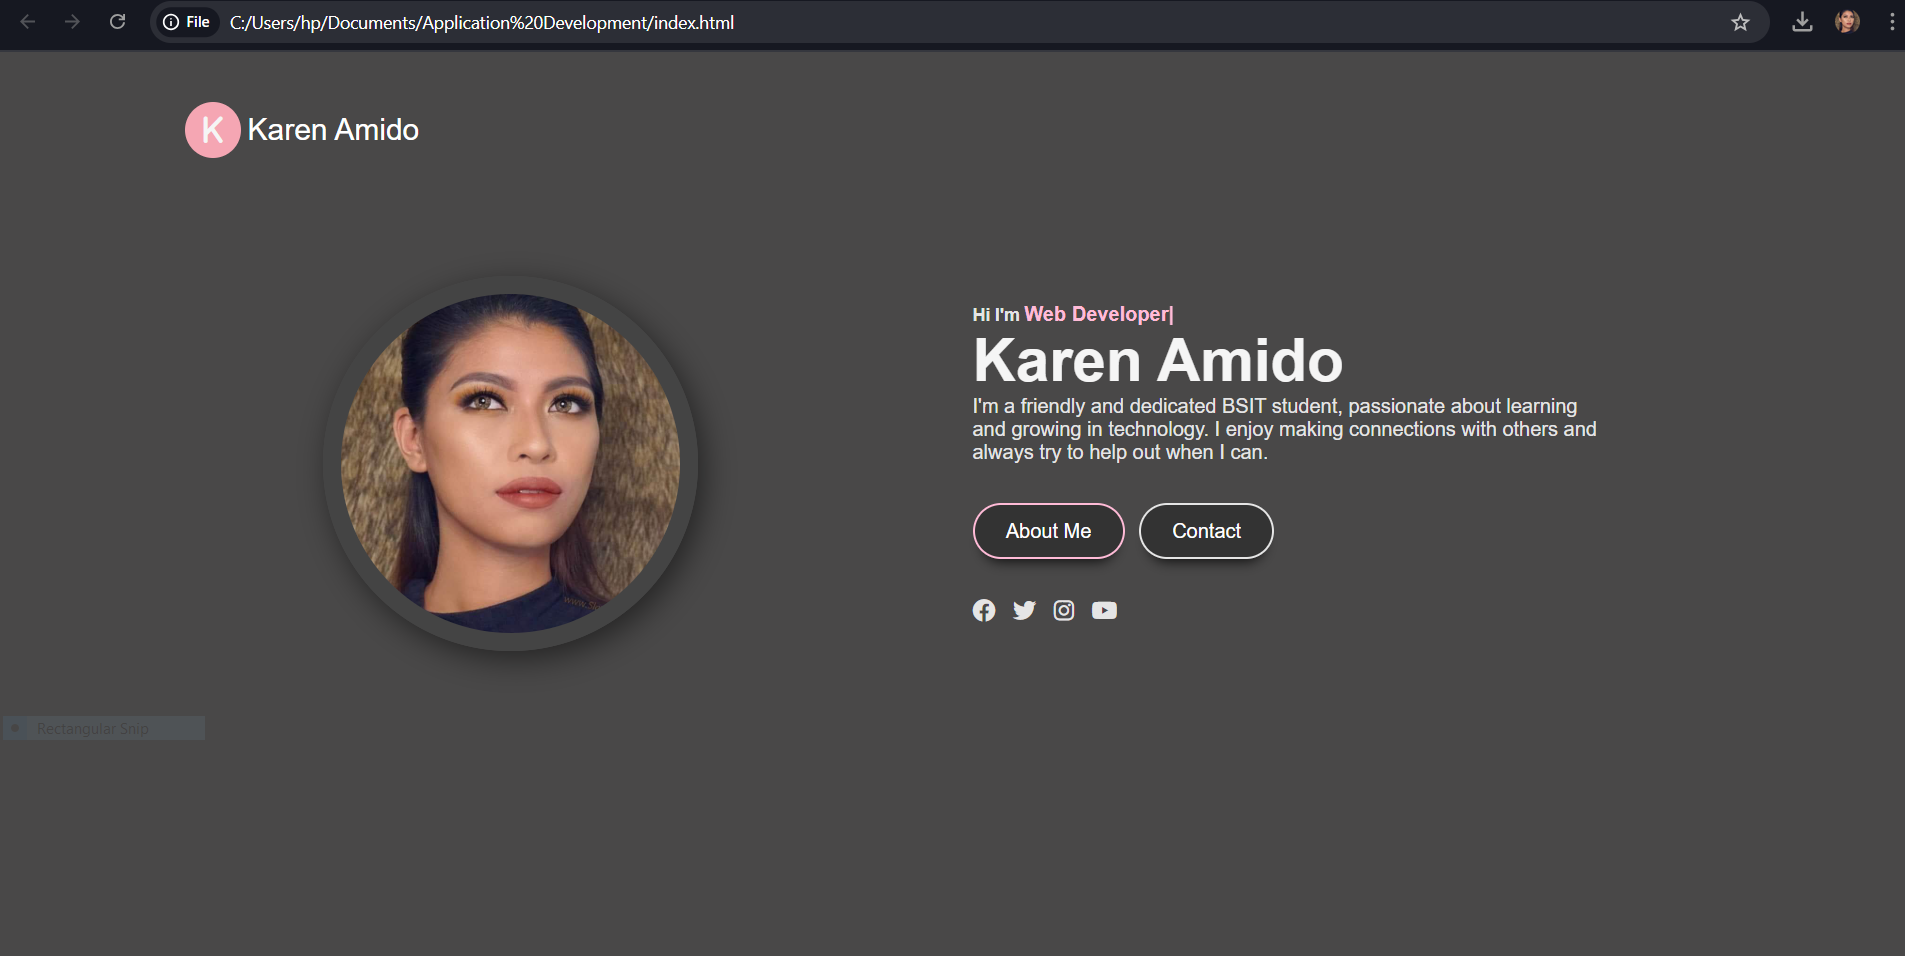 File
C:/Users/hp/Documents/Application%20Development/index.html
K
Karen Amido
Hi I'm Web Developer|
Karen Amido
I'm a friendly and dedicated BSIT student, passionate about learning
and growing in technology. I enjoy making connections with others and
always try to help out when I can.
About Me
Contact
Rectangular Snip